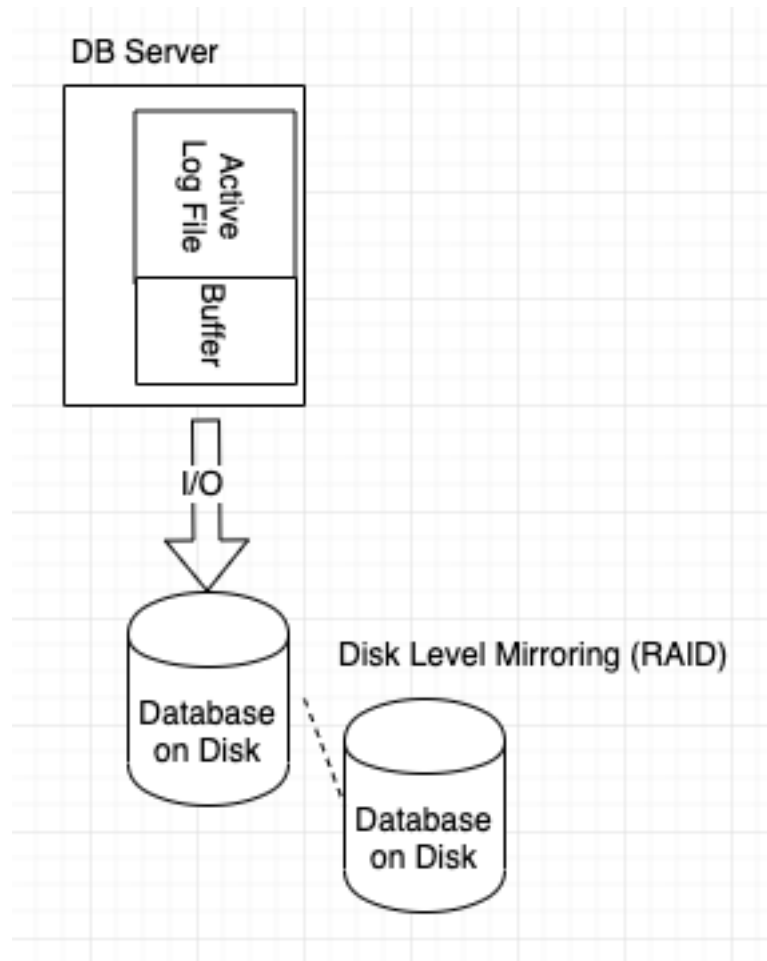 DB Server
Active
Log File
Buffer
I/O
Disk Level Mirroring (RAID)
Database
on Disk
Database
on Disk